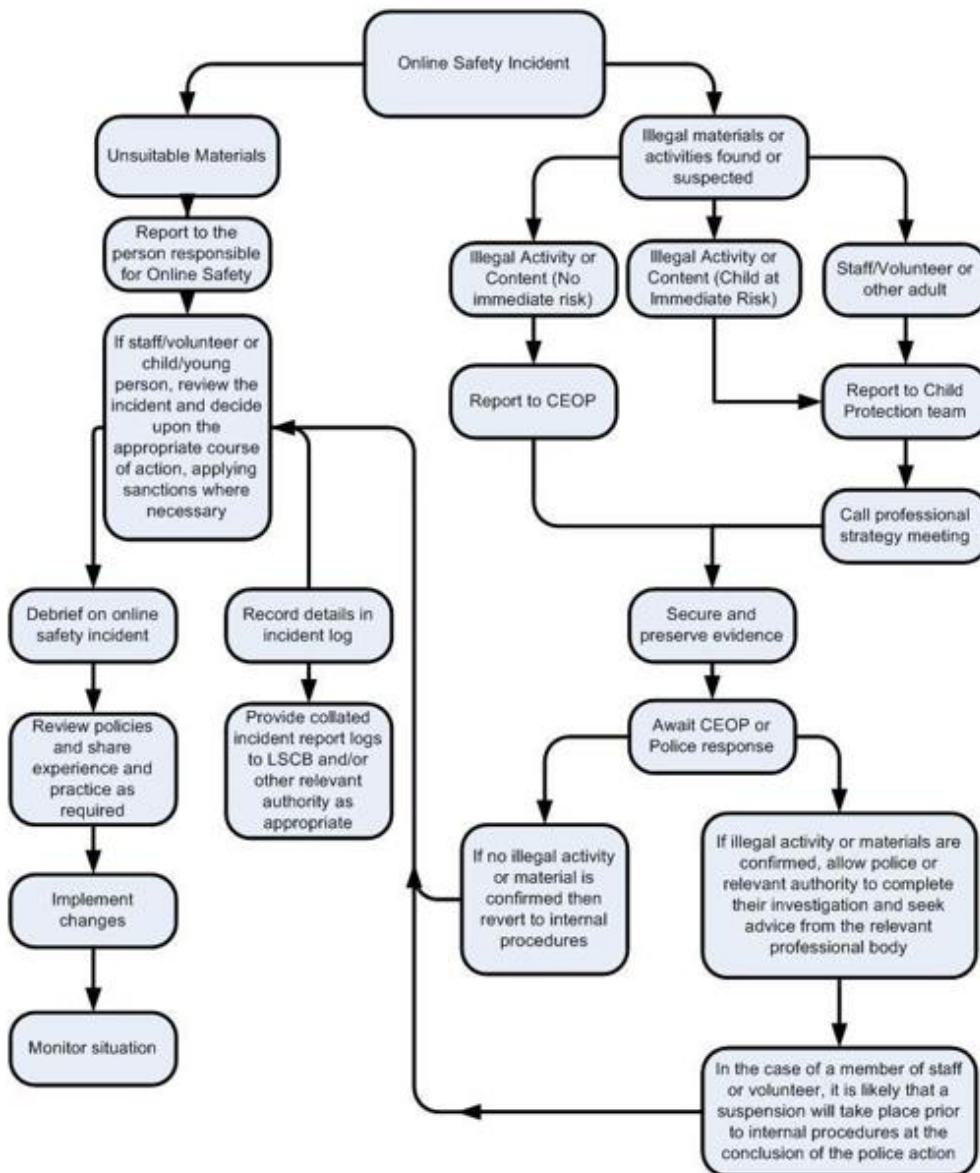 Online Safety Incident
Unsuitable Materials
Illegal materials or
activities found or
suspected
Report to the
person responsible
for Online Safety
Illegal Activity or
Content (No
immediate risk)
Illegal Activity or
Content (Child at
Immediate Risk)
Staff/Volunteer or
other adult
If staff/volunteer or
child/young
person, review the
incident and decide
upon the
appropriate course
of action, applying
sanctions where
necessary
Report to CEOP
Report to Child
Protection team
Call professional
strategy meeting
Debrief on online
safety incident
Record details in
incident log
Secure and
preserve evidence
Review policies
and share
experience and
practice as
required
Provide collated
incident report logs
to LSCB and/or
other relevant
authority as
appropriate
Await CEOP or
Police response
If no illegal activity
or material is
confirmed then
revert to internal
procedures
If illegal activity or materials are
confirmed, allow police or
relevant authority to complete
their investigation and seek
advice from the relevant
professional body
Implement
changes
Monitor situation
In the case of a member of staff
or volunteer, it is likely that a
suspension will take place prior
to internal procedures at the
conclusion of the police action